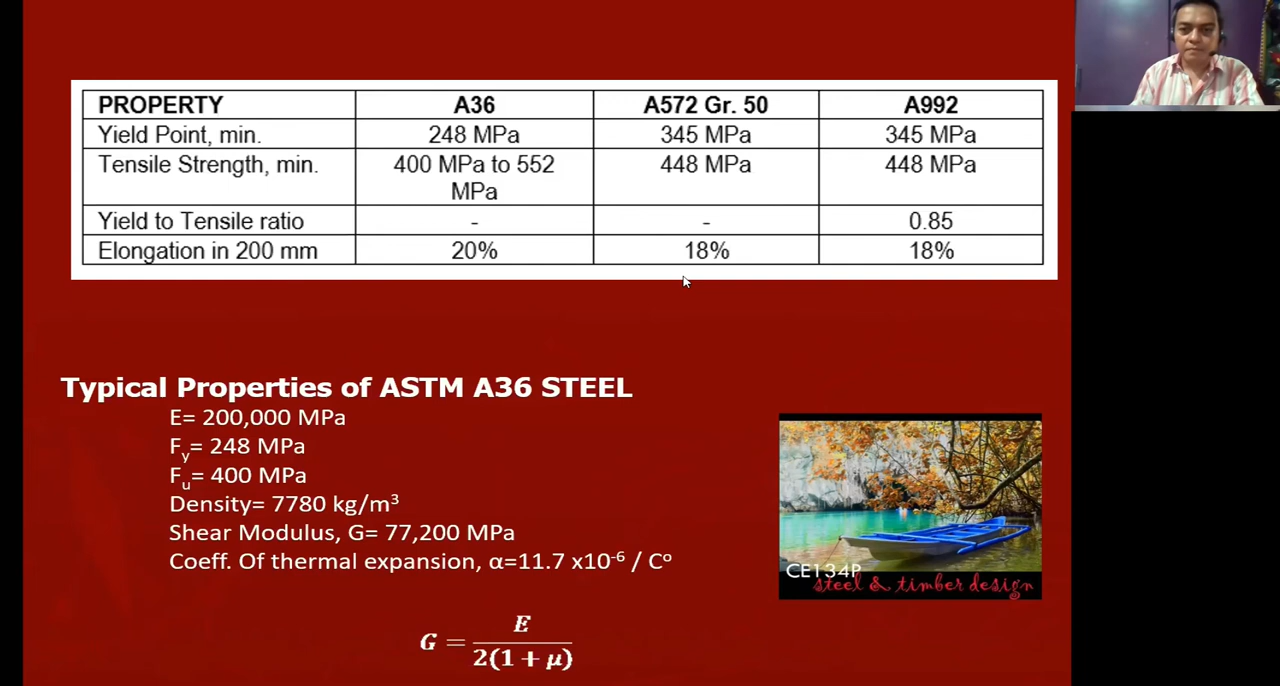 PROPERTY A36 A572 Gr. 50 A992
Yield Point, min. 248 MPa 345 MPa 345 MPa
Tensile Strength, min. 400 MPa to 552 MPa 448 MPa 448 MPa
Yield to Tensile ratio - - 0.85
Elongation in 200 mm 20% 18% 18%
Typical Properties of ASTM A36 STEEL
E= 200,000 MPa
Fy= 248 MPa
Fu= 400 MPa
Density= 7780 kg/m³
Shear Modulus, G= 77,200 MPa
Coeff. Of thermal expansion, α=11.7 x10⁻⁶ / Cº
G = E / 2(1 + μ)
CE134P
steel & timber design